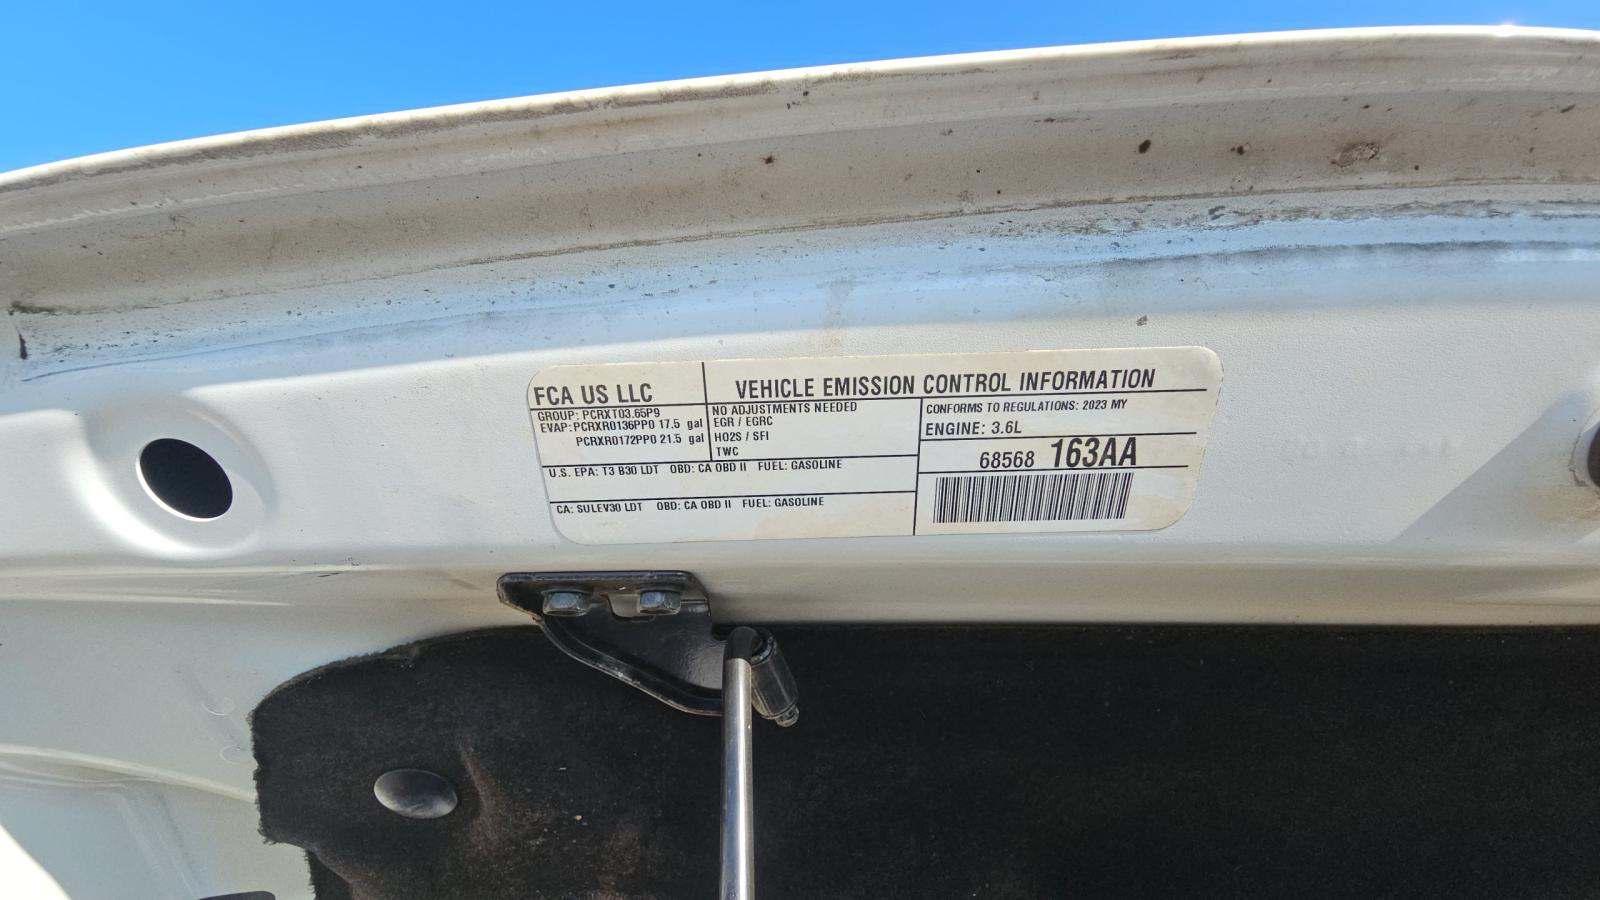 FCA US LLC
VEHICLE EMISSION CONTROL INFORMATION
GROUP: PCRXT03.65P9
EVAP: PCRXR0136PP0 17.5 gal
PCRXR0172PP0 21.5 gal
NO ADJUSTMENTS NEEDED
EGR / EGRC
HO2S / SFI
TWC
CONFORMS TO REGULATIONS: 2023 MY
ENGINE: 3.6L
68568 163AA
U.S. EPA: T3 B30 LDT OBD: CA OBD II FUEL: GASOLINE
CA: SULEV30 LDT OBD: CA OBD II FUEL: GASOLINE